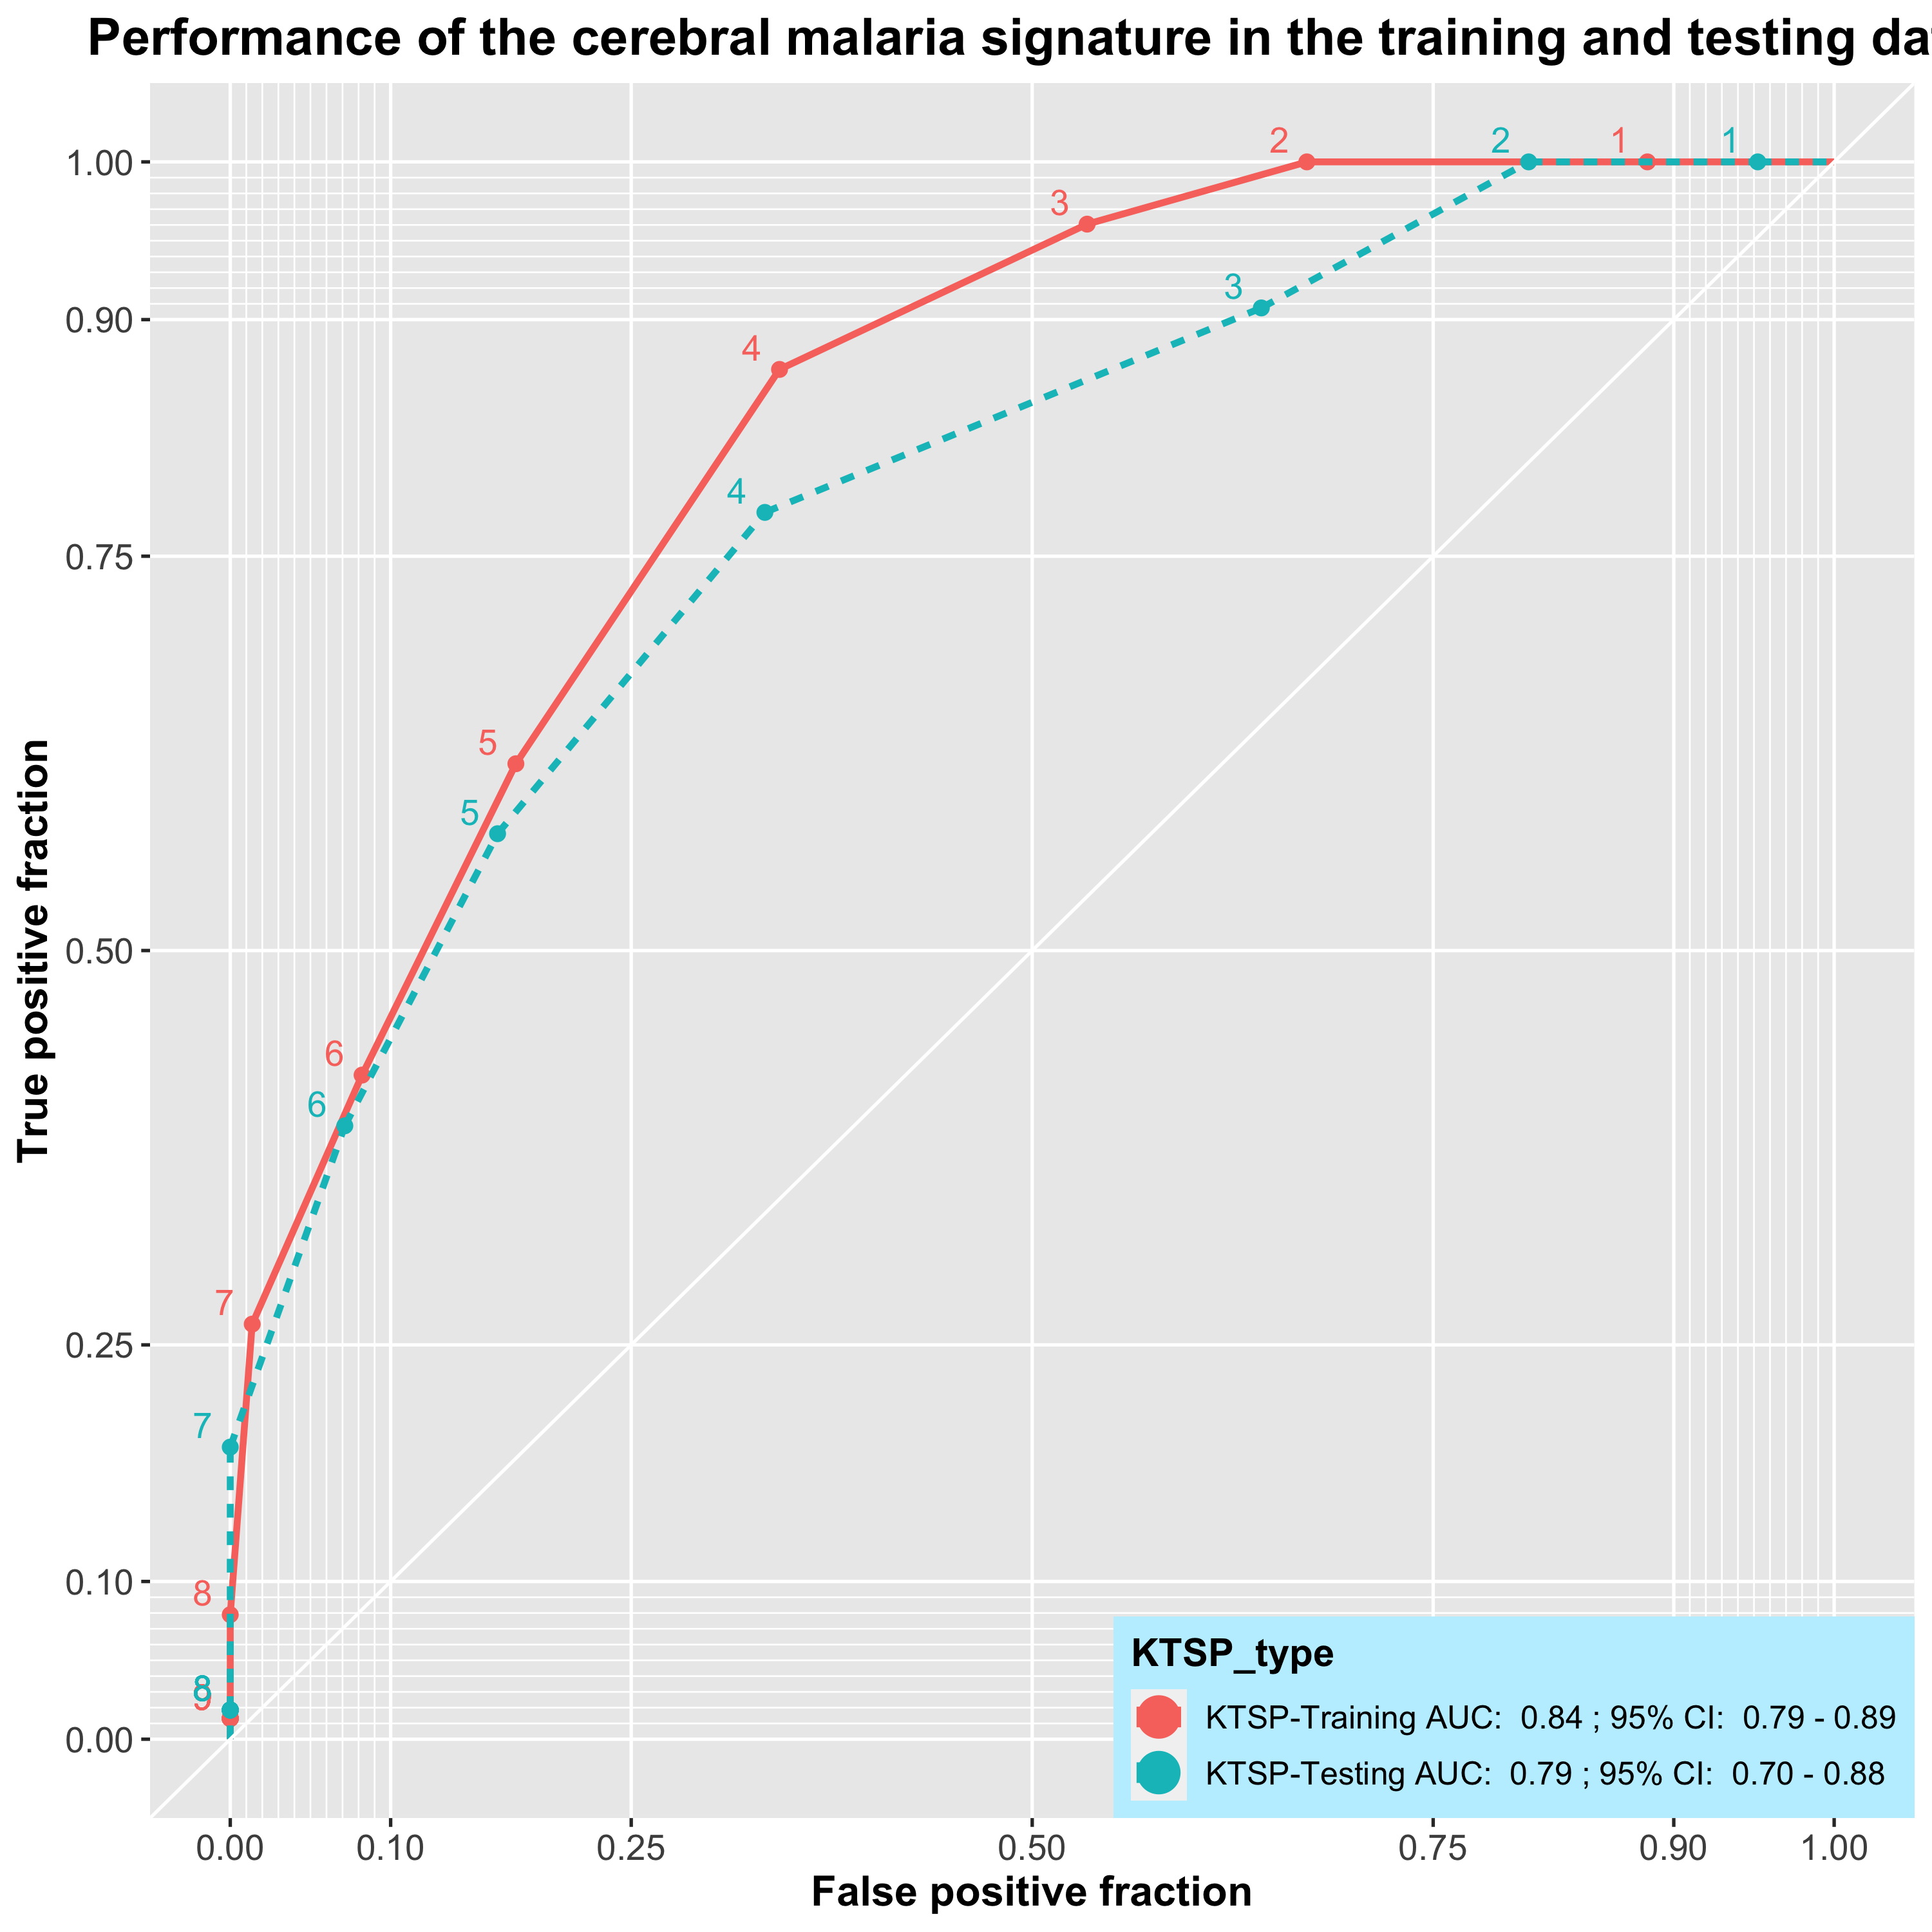 Performance of the cerebral malaria signature in the training and testing da
2 2 1 1
1.00
3
3
0.90
4
4
0.75
5
5
0.50
6
6
7
0.25
7
8
0.10
8
9
0.00
True positive fraction
KTSP_type
KTSP-Training AUC: 0.84 ; 95% CI: 0.79 - 0.89
KTSP-Testing AUC: 0.79 ; 95% CI: 0.70 - 0.88
0.00 0.10 0.25 0.50 0.75 0.90 1.00
False positive fraction